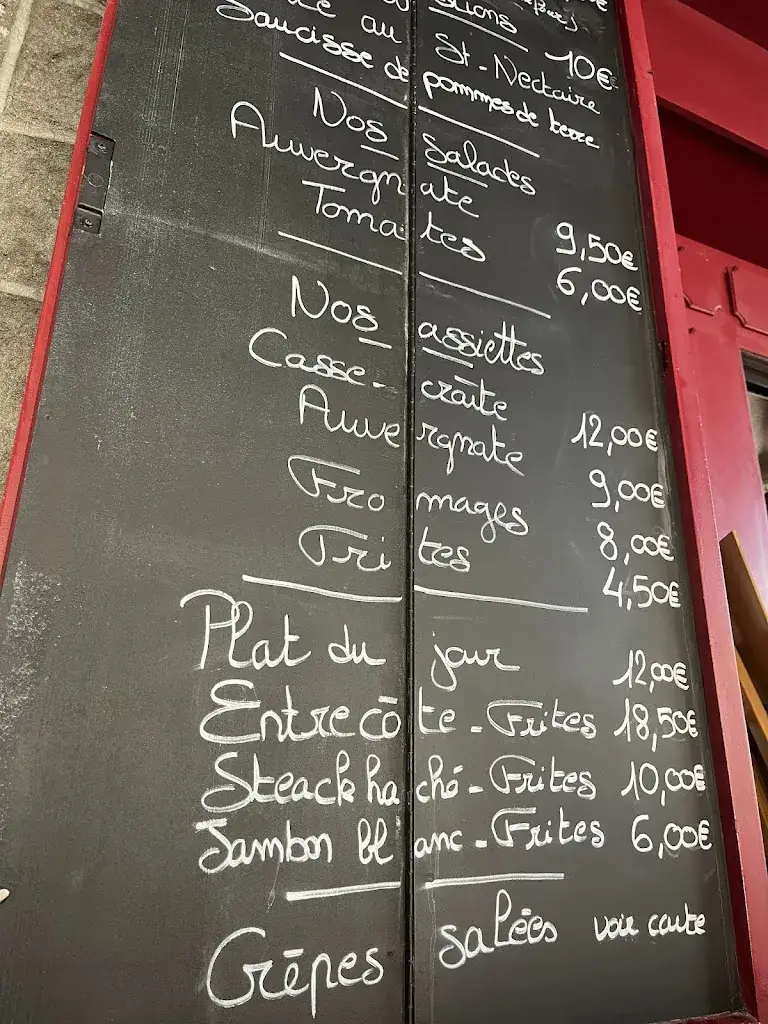 10€
au St-Nectaire
Saucisse de pommes de terre
Nos salades
Auvergnate 9,50€
Tomates 6,00€
Nos assiettes
Casse-croûte 12,00€
Auvergnate 9,00€
Fromages 8,00€
Frites 4,50€
Plat du jour 12,00€
Entrecôte-Frites 18,50€
Steack haché-Frites 10,00€
Jambon blanc-Frites 6,00€
Crêpes salées voir carte